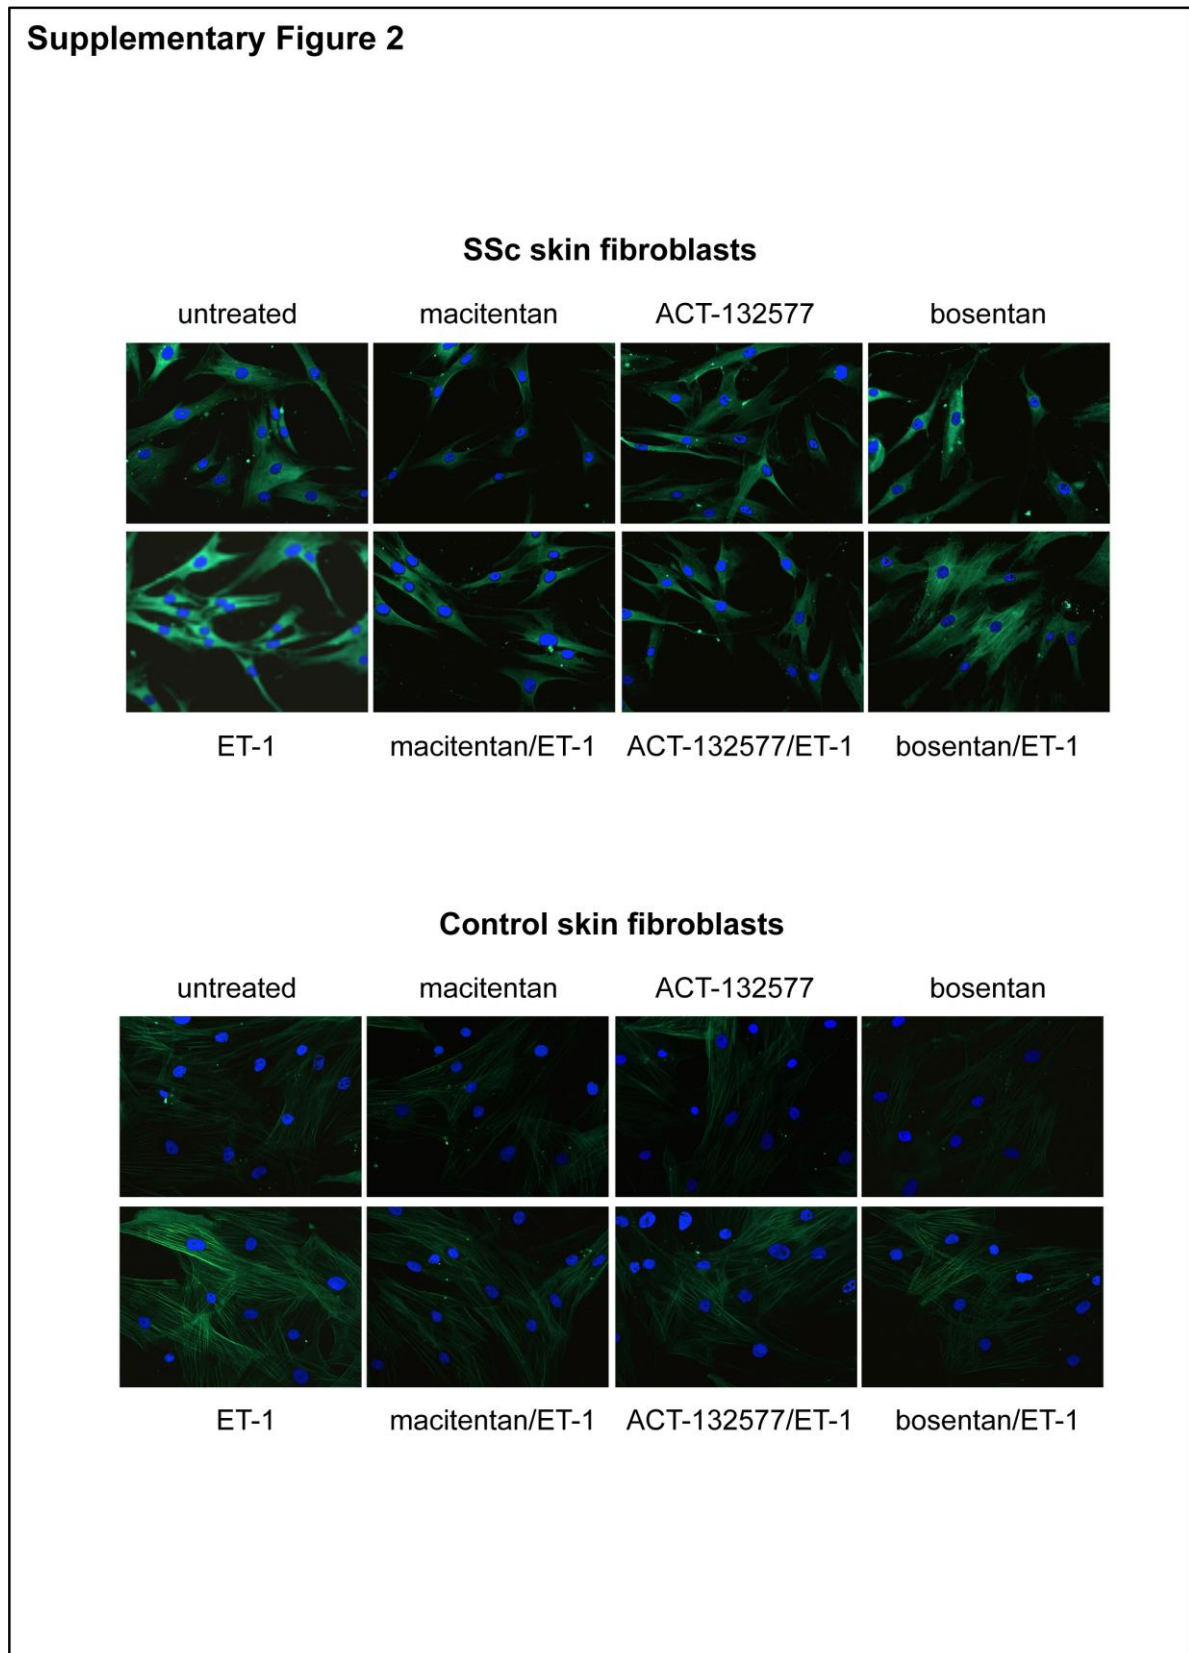 Supplementary Figure 2
SSc skin fibroblasts
untreated macitentan ACT-132577 bosentan
ET-1 macitentan/ET-1 ACT-132577/ET-1 bosentan/ET-1
Control skin fibroblasts
untreated macitentan ACT-132577 bosentan
ET-1 macitentan/ET-1 ACT-132577/ET-1 bosentan/ET-1